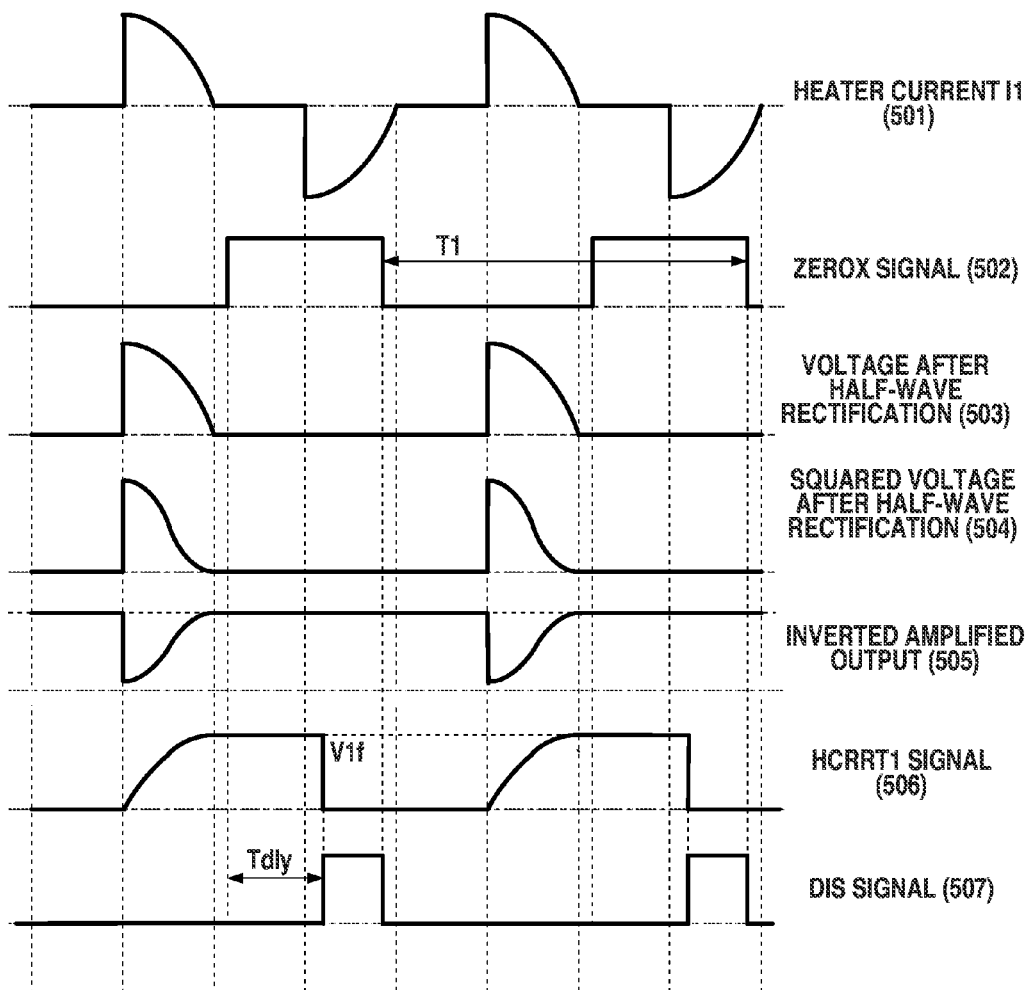 HEATER CURRENT I1
(501)
T1
ZEROX SIGNAL (502)
VOLTAGE AFTER
HALF-WAVE
RECTIFICATION (503)
SQUARED VOLTAGE
AFTER HALF-WAVE
RECTIFICATION (504)
INVERTED AMPLIFIED
OUTPUT (505)
V1f
HCRRT1 SIGNAL
(506)
Tdly
DIS SIGNAL (507)